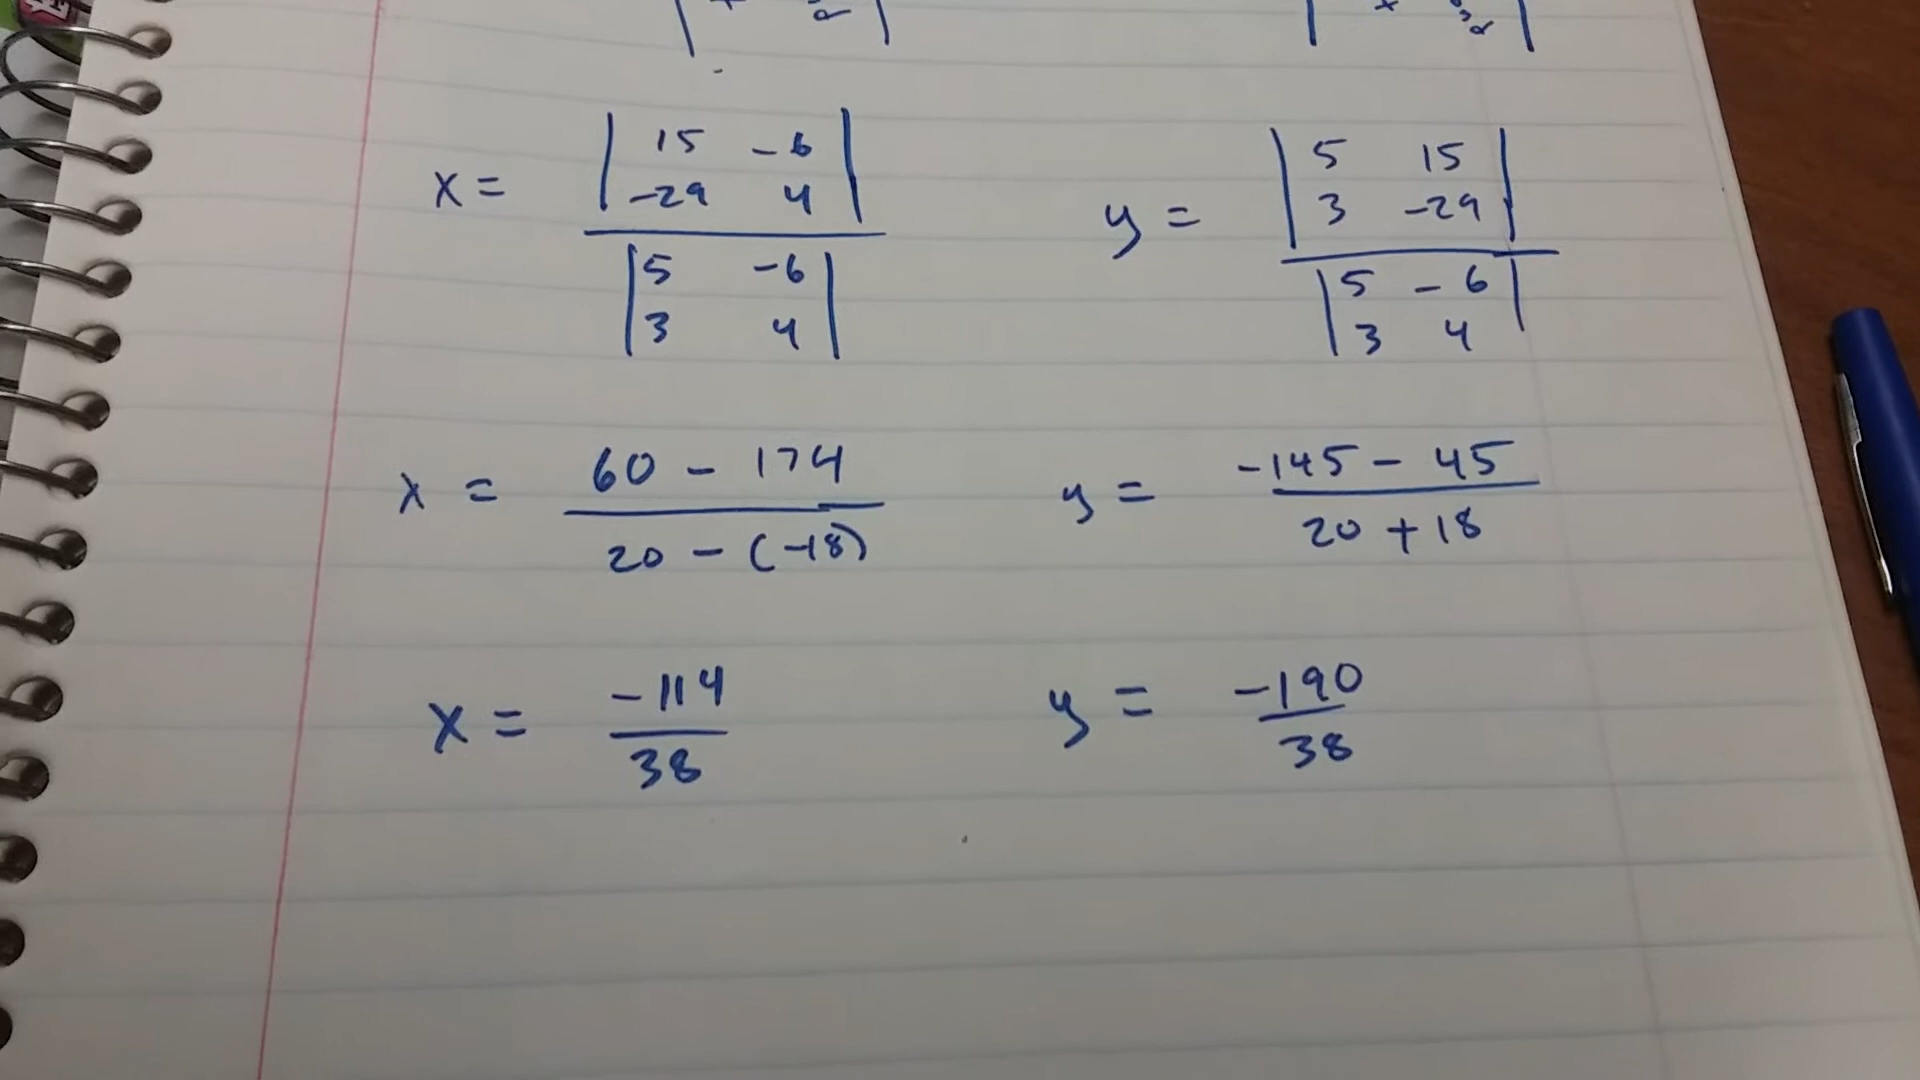 x = | 15 -6 | y = | 5 15 |
| -29 4 | | 3 -29 |
| 5 -6 | | 5 -6 |
| 3 4 | | 3 4 |
x = 60 - 174 y = -145 - 45
20 - (-18) 20 + 18
x = -114 y = -190
38 38